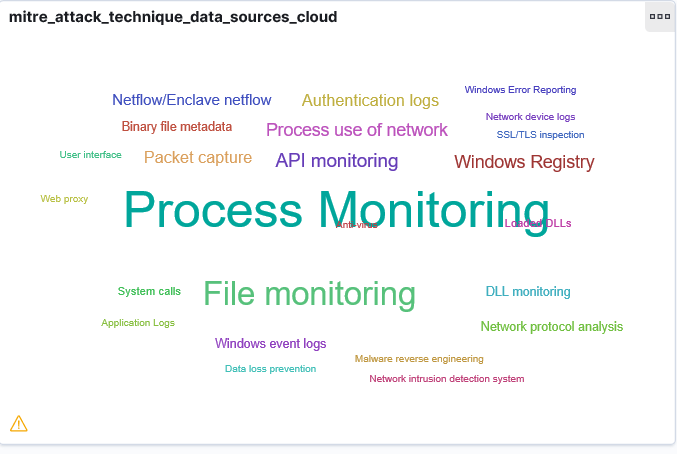 mitre_attack_technique_data_sources_cloud
Windows Error Reporting
Netflow/Enclave netflow
Authentication logs
Network device logs
Binary file metadata
Process use of network
SSL/TLS inspection
User interface
Packet capture
API monitoring
Windows Registry
Web proxy
Process Monitoring
Anti-virus
Loaded DLLs
System calls
File monitoring
DLL monitoring
Application Logs
Network protocol analysis
Windows event logs
Malware reverse engineering
Data loss prevention
Network intrusion detection system